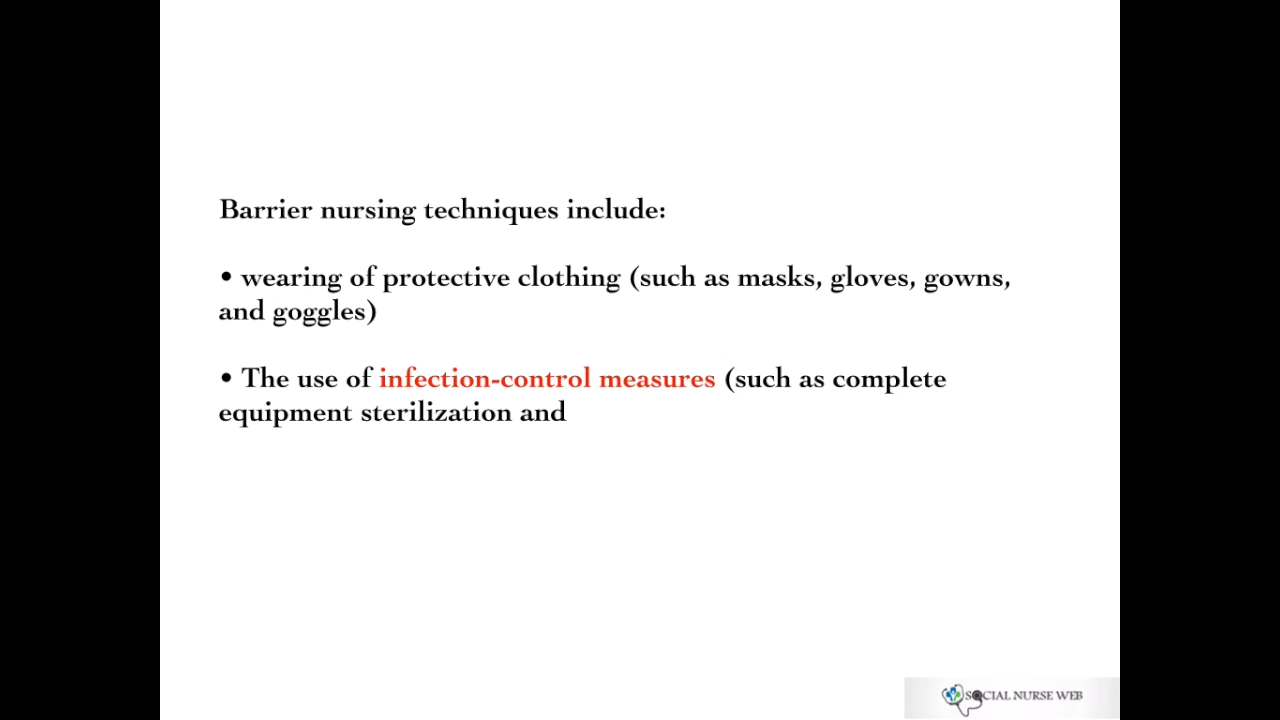 Barrier nursing techniques include:
• wearing of protective clothing (such as masks, gloves, gowns,
and goggles)
• The use of infection-control measures (such as complete
equipment sterilization and
SOCIAL NURSE WEB